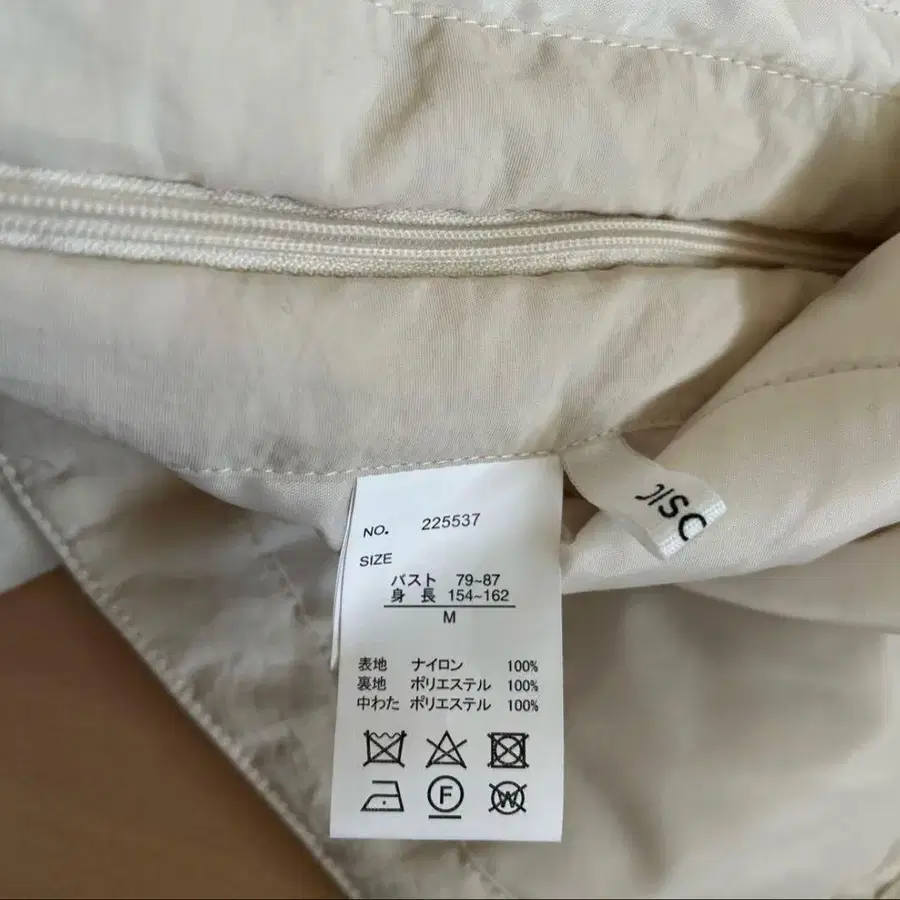 NO. 225537
SIZE
バスト 79~87
身長 154~162
M
表地 ナイロン 100%
裏地 ポリエステル 100%
中わた ポリエステル 100%
F
W